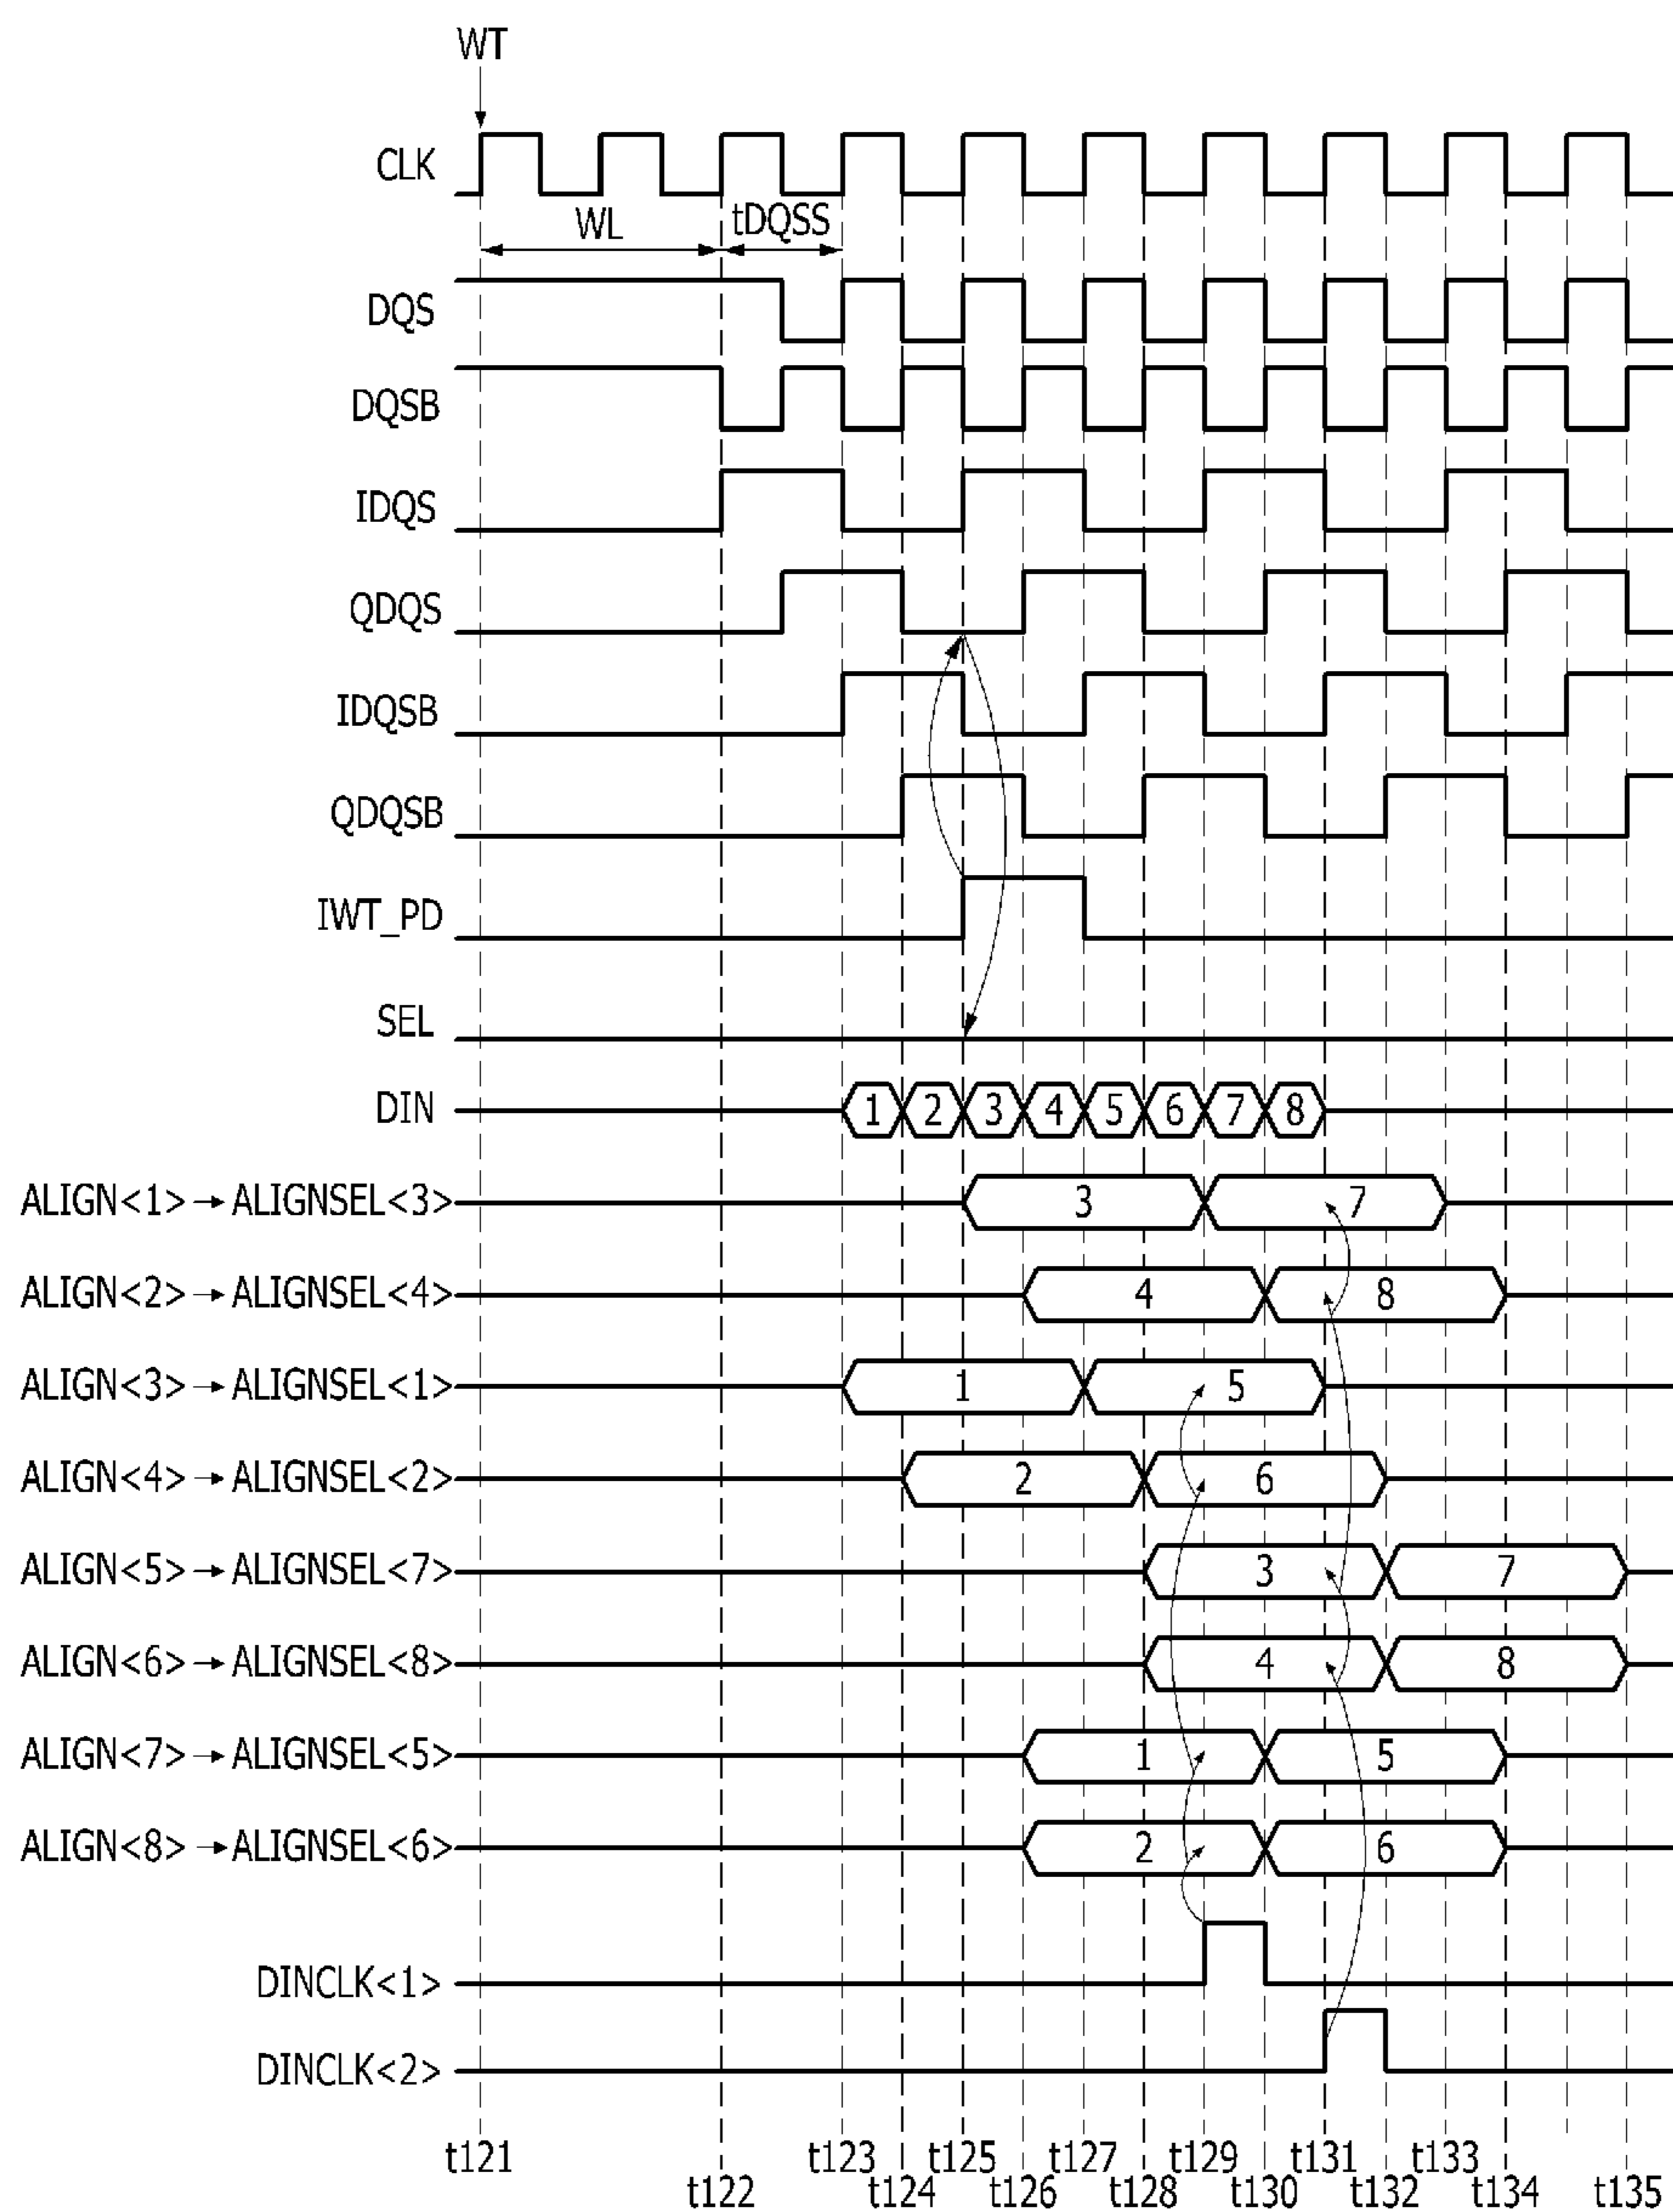 WT
CLK
WL
tDQSS
DQS
DQSB
IDQS
QDQS
IDQSB
QDQSB
IWT_PD
SEL
DIN 1 2 3 4 5 6 7 8
ALIGN<1>→ALIGNSEL<3> 3 7
ALIGN<2>→ALIGNSEL<4> 4 8
ALIGN<3>→ALIGNSEL<1> 1 5
ALIGN<4>→ALIGNSEL<2> 2 6
ALIGN<5>→ALIGNSEL<7> 3 7
ALIGN<6>→ALIGNSEL<8> 4 8
ALIGN<7>→ALIGNSEL<5> 1 5
ALIGN<8>→ALIGNSEL<6> 2 6
DINCLK<1>
DINCLK<2>
t121 t123 t125 t127 t129 t131 t133
t122 t124 t126 t128 t130 t132 t134 t135